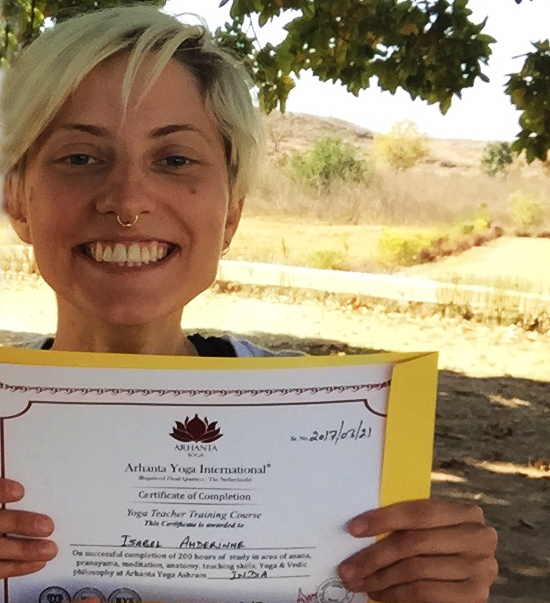 ARHANTA
YOGA
Sr. No. 2017/03/21
Arhanta Yoga International®
(Registered Head Quarters : The Netherlands)
Certificate of Completion
Yoga Teacher Training Course
This Certificate is awarded to
ISABEL AHDERINNE
On successful completion of 200 hours of study in area of asana,
pranayama, meditation, anatomy, teaching skills, Yoga & Vedic
philosophy at Arhanta Yoga Ashram INDIA